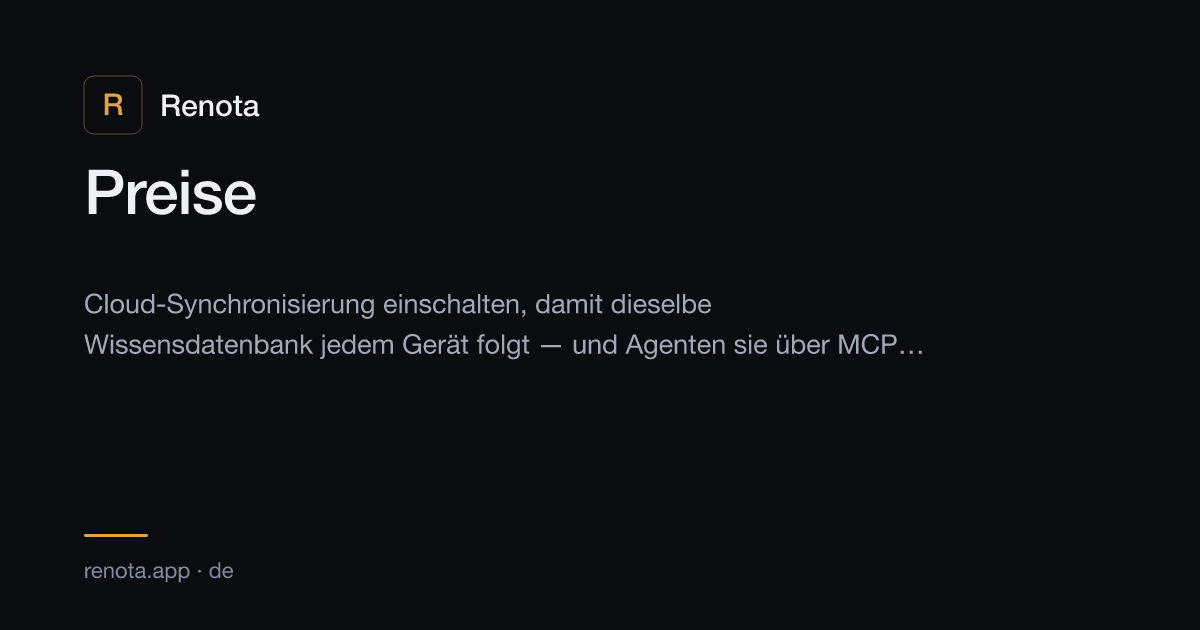 R
Renota
Preise
Cloud-Synchronisierung einschalten, damit dieselbe
Wissensdatenbank jedem Gerät folgt — und Agenten sie über MCP…
renota.app · de